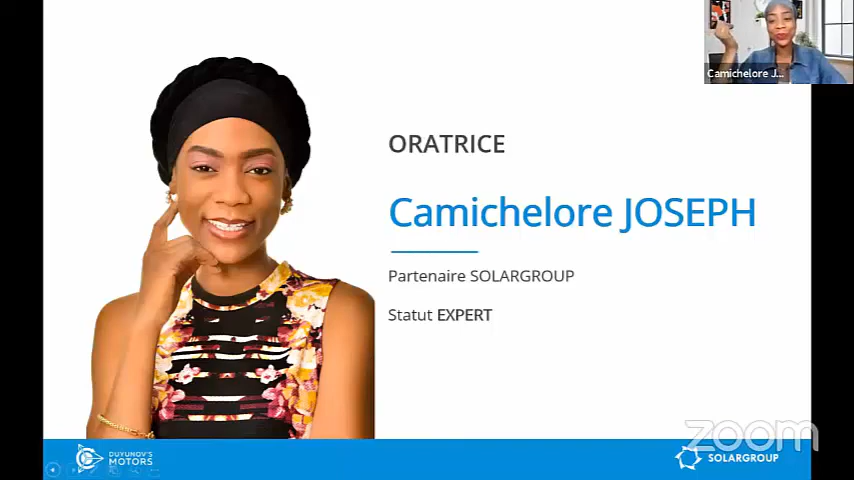 Camichelore J...
ORATRICE
Camichelore JOSEPH
Partenaire SOLARGROUP
Statut EXPERT
zoom
DUYUNOV'S
MOTORS
SOLARGROUP